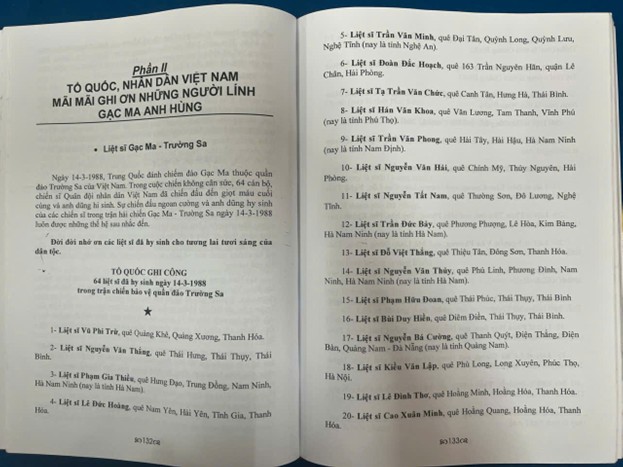 Phần II
TỔ QUỐC, NHÂN DÂN VIỆT NAM
MÃI MÃI GHI ƠN NHỮNG NGƯỜI LÍNH
GẠC MA ANH HÙNG
• Liệt sĩ Gạc Ma - Trường Sa
Ngày 14-3-1988, Trung Quốc đánh chiếm đảo Gạc Ma thuộc quần
đảo Trường Sa của Việt Nam. Trong cuộc chiến không cân sức, 64 cán bộ,
chiến sĩ Quân đội nhân dân Việt Nam đã chiến đấu đến giọt máu cuối
cùng và anh dũng hi sinh. Sự chiến đấu ngoan cường và anh dũng hy sinh
của các chiến sĩ trong trận hải chiến Gạc Ma - Trường Sa ngày 14-3-1988
luôn được những thế hệ sau nhắc đến.
Đời đời nhớ ơn các liệt sĩ đã hy sinh cho tương lai tươi sáng của
dân tộc.
TỔ QUỐC GHI CÔNG
64 liệt sĩ đã hy sinh ngày 14-3-1988
trong trận chiến bảo vệ quần đảo Trường Sa
★
1- Liệt sĩ Vũ Phi Trừ, quê Quảng Khê, Quảng Xương, Thanh Hóa.
2- Liệt sĩ Nguyễn Văn Thắng, quê Thái Hưng, Thái Thụy, Thái
Bình.
3- Liệt sĩ Phạm Gia Thiều, quê Hưng Đạo, Trung Đồng, Nam Ninh,
Hà Nam Ninh (nay là tỉnh Hà Nam).
4- Liệt sĩ Lê Đức Hoàng, quê Nam Yên, Hải Yên, Tĩnh Gia, Thanh
Hóa.
132
5- Liệt sĩ Trần Văn Minh, quê Đại Tân, Quỳnh Long, Quỳnh Lưu,
Nghệ Tĩnh (nay là tỉnh Nghệ An).
6- Liệt sĩ Đoàn Đắc Hoạch, quê 163 Trần Nguyên Hãn, quận Lê
Chân, Hải Phòng.
7- Liệt sĩ Tạ Trần Văn Chức, quê Canh Tân, Hưng Hà, Thái Bình.
8- Liệt sĩ Hán Văn Khoa, quê Văn Lương, Tam Thanh, Vĩnh Phú
(nay là tỉnh Phú Thọ).
9- Liệt sĩ Trần Văn Phong, quê Hải Tây, Hải Hậu, Hà Nam Ninh
(nay là tỉnh Nam Định).
10- Liệt sĩ Nguyễn Văn Hải, quê Chính Mỹ, Thủy Nguyên, Hải
Phòng.
11- Liệt sĩ Nguyễn Tất Nam, quê Thường Sơn, Đô Lương, Nghệ
Tĩnh.
12- Liệt sĩ Trần Đức Bảy, quê Phương Phượng, Lê Hòa, Kim Bảng,
Hà Nam Ninh (nay là tỉnh Hà Nam).
13- Liệt sĩ Đỗ Việt Thắng, quê Thiệu Tân, Đông Sơn, Thanh Hóa.
14- Liệt sĩ Nguyễn Văn Thủy, quê Phú Linh, Phương Đình, Nam
Ninh, Hà Nam Ninh (nay là tỉnh Hà Nam).
15- Liệt sĩ Phạm Hữu Doan, quê Thái Phúc, Thái Thụy, Thái Bình
16- Liệt sĩ Bùi Duy Hiền, quê Diêm Điền, Thái Thụy, Thái Bình.
17- Liệt sĩ Nguyễn Bá Cường, quê Thanh Quýt, Điện Thắng, Điện
Bàn, Quảng Nam - Đà Nẵng (nay là tỉnh Quảng Nam).
18- Liệt sĩ Kiều Văn Lập, quê Phú Long, Long Xuyên, Phúc Thọ,
Hà Nội.
19- Liệt sĩ Lê Đình Thơ, quê Hoằng Minh, Hoằng Hóa, Thanh Hóa.
20- Liệt sĩ Cao Xuân Minh, quê Hoằng Quang, Hoằng Hóa, Thanh
Hóa.
133